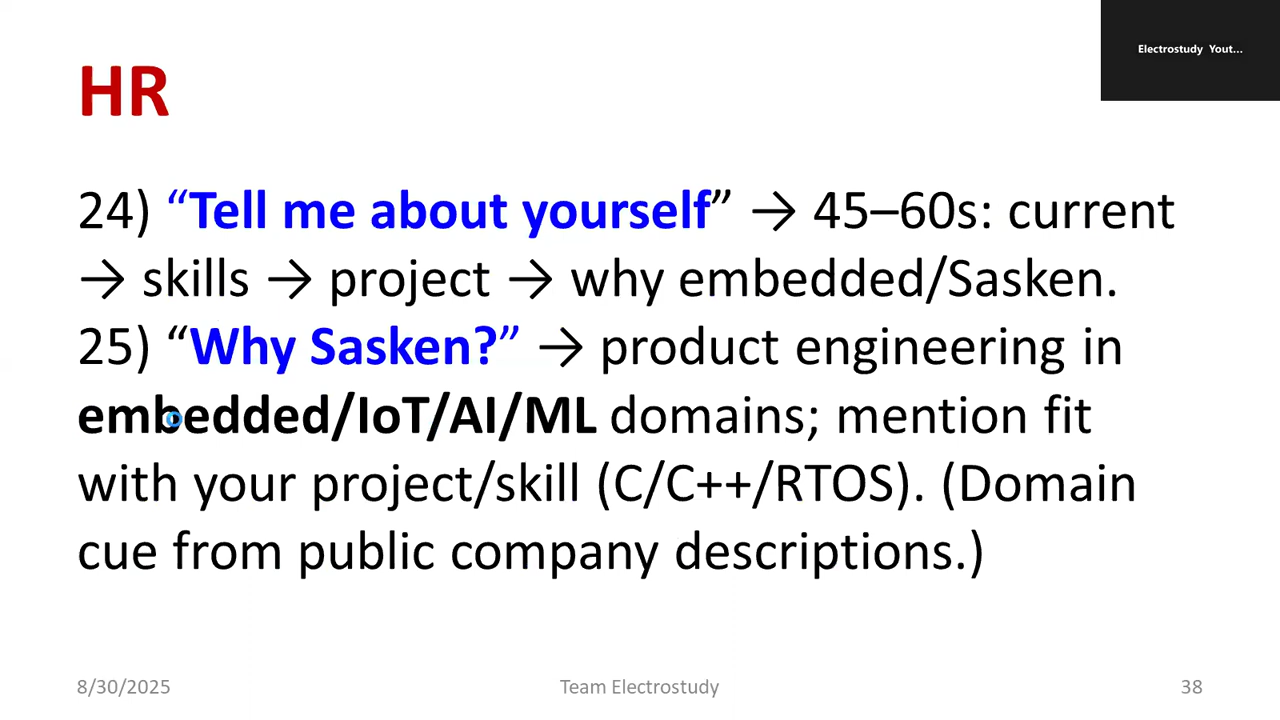 Electrostudy Yout...
HR
24) “Tell me about yourself” → 45–60s: current
→ skills → project → why embedded/Sasken.
25) “Why Sasken?” → product engineering in
embedded/IoT/AI/ML domains; mention fit
with your project/skill (C/C++/RTOS). (Domain
cue from public company descriptions.)
8/30/2025 Team Electrostudy 38